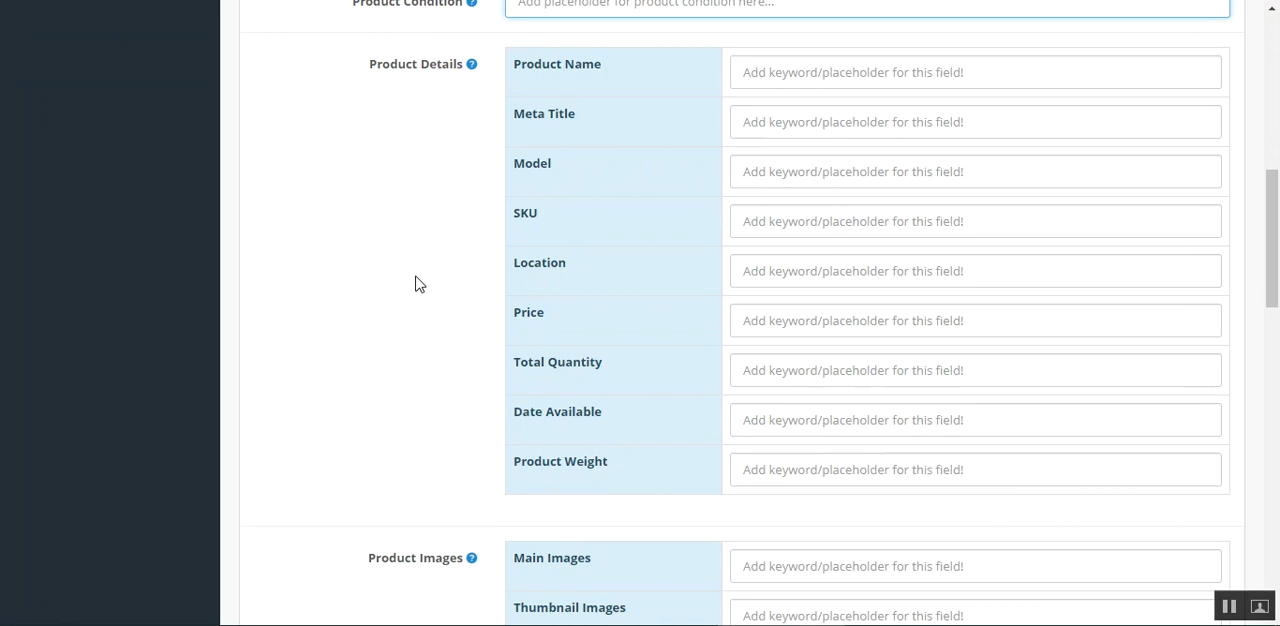 Product Condition
Add placeholder for product condition here...
Product Details
Product Name
Add keyword/placeholder for this field!
Meta Title
Add keyword/placeholder for this field!
Model
Add keyword/placeholder for this field!
SKU
Add keyword/placeholder for this field!
Location
Add keyword/placeholder for this field!
Price
Add keyword/placeholder for this field!
Total Quantity
Add keyword/placeholder for this field!
Date Available
Add keyword/placeholder for this field!
Product Weight
Add keyword/placeholder for this field!
Product Images
Main Images
Add keyword/placeholder for this field!
Thumbnail Images
Add keyword/placeholder for this field!